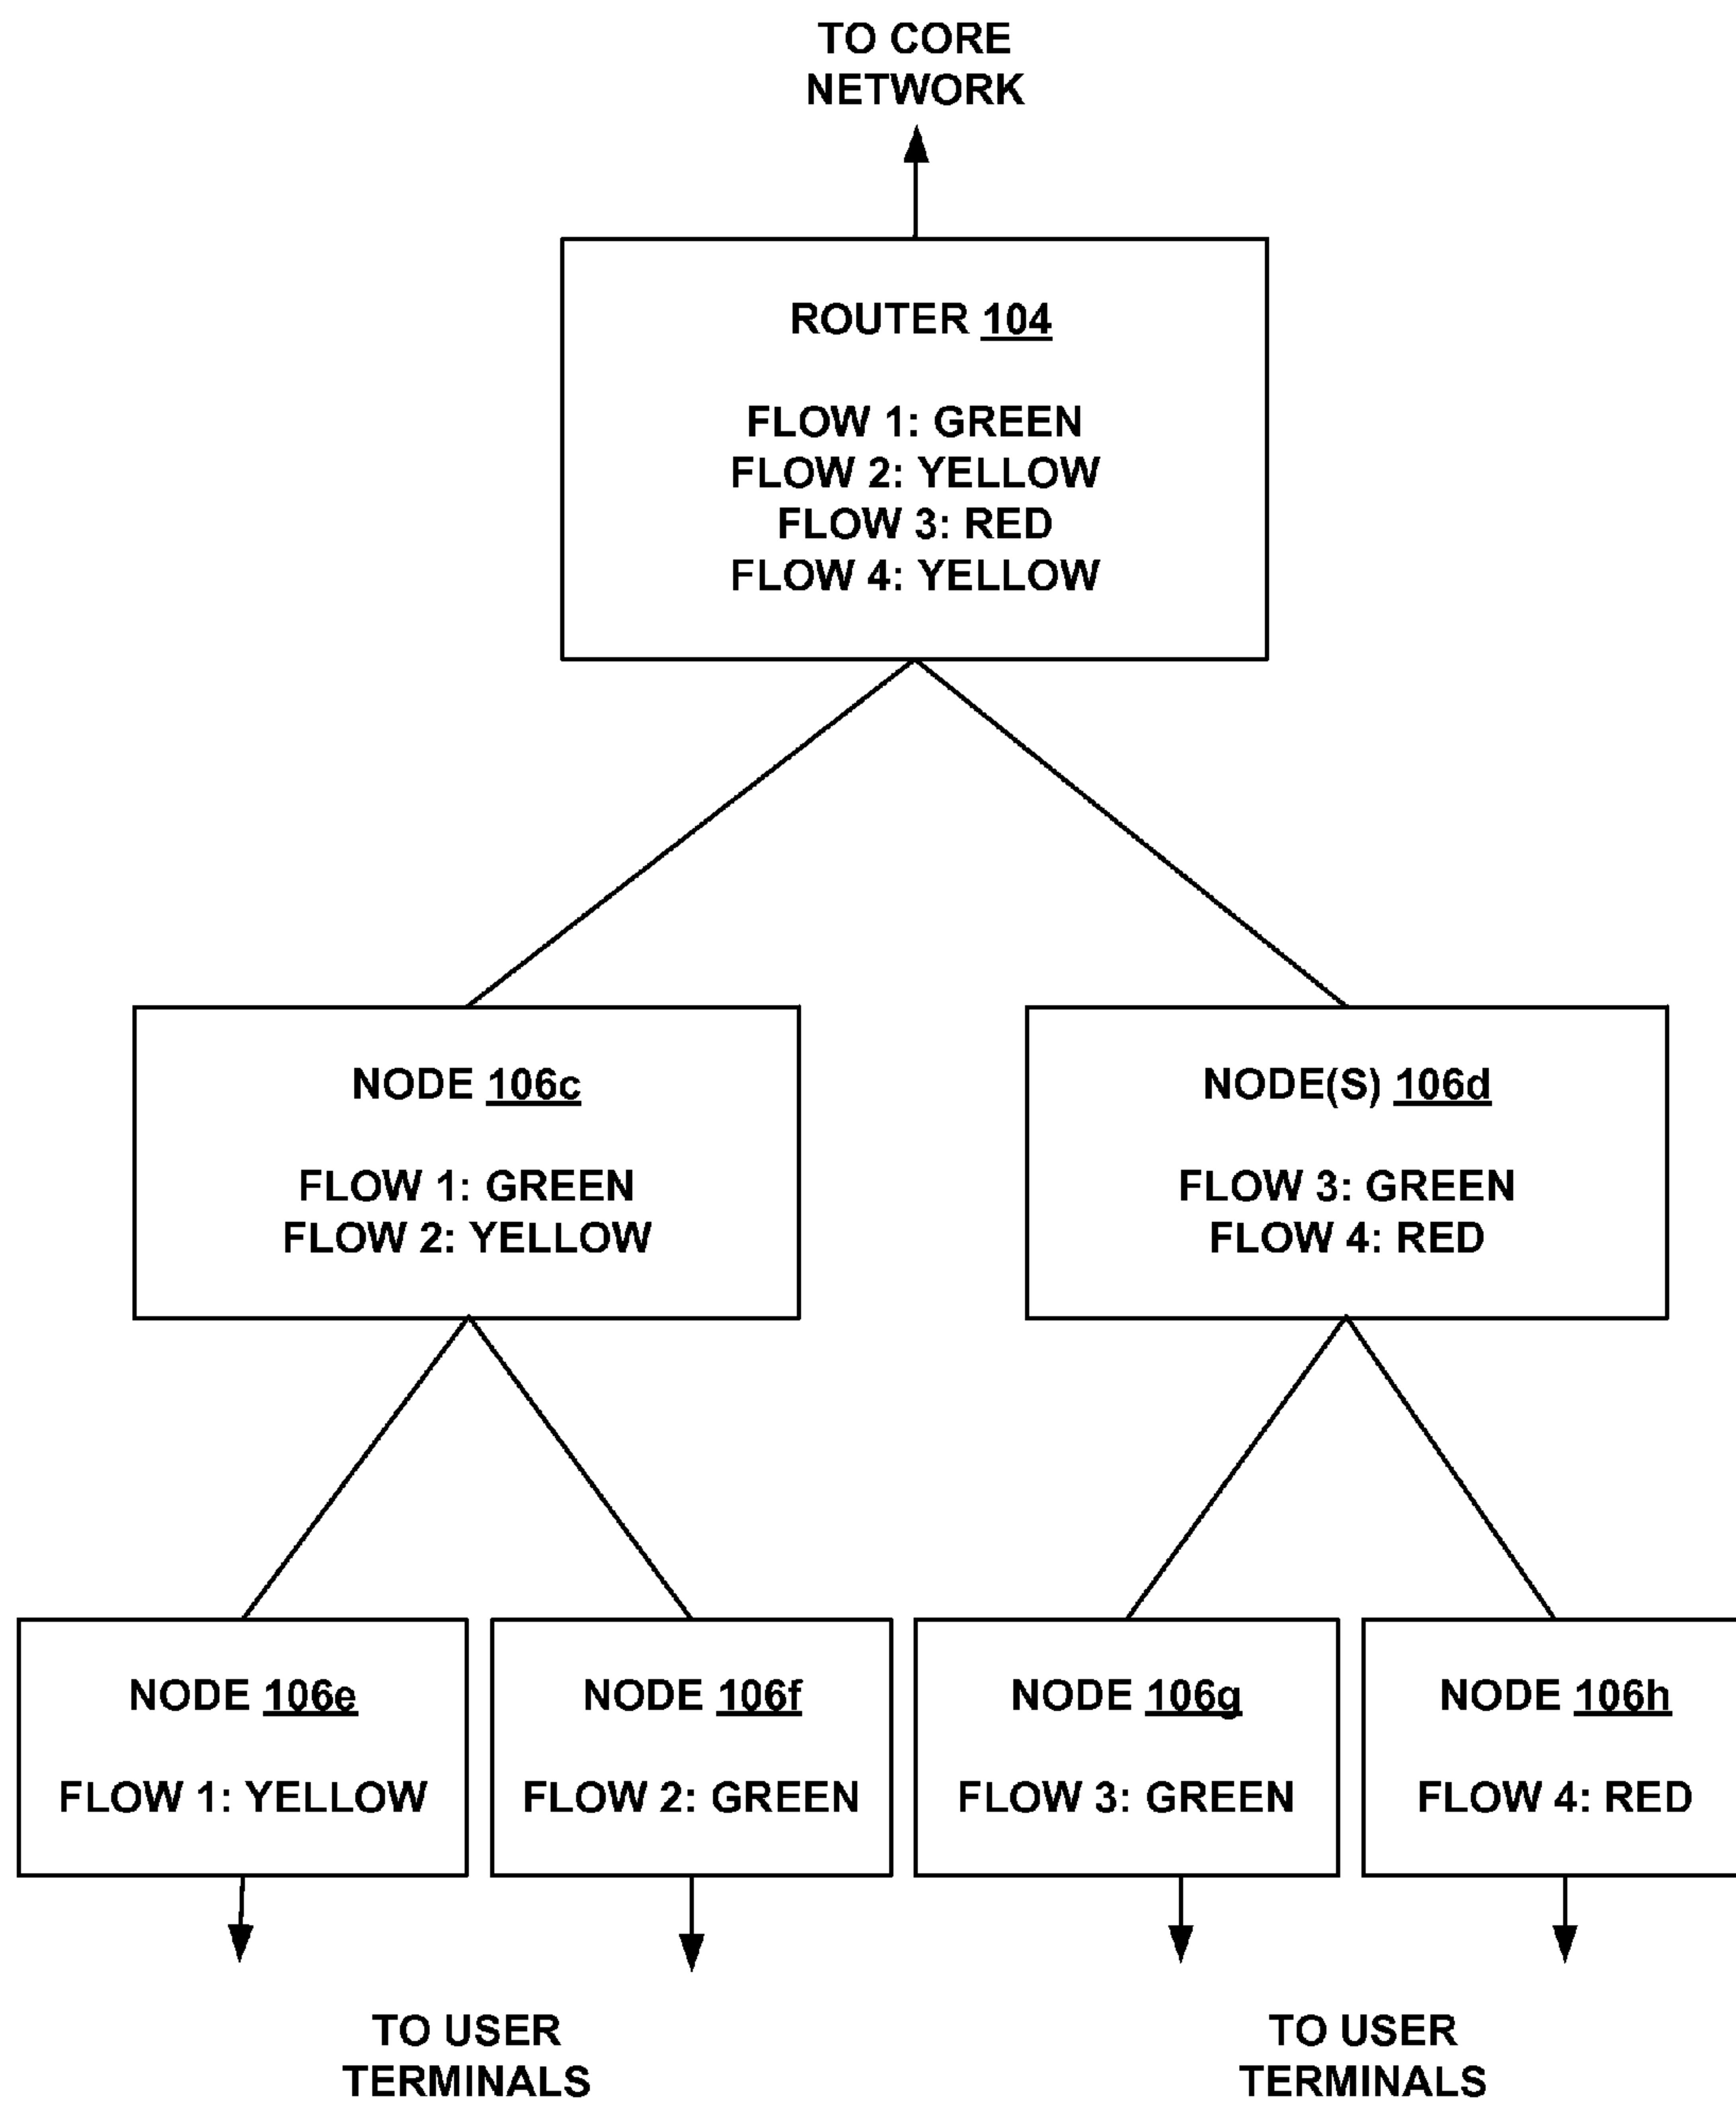 TO CORE
NETWORK
ROUTER 104
FLOW 1: GREEN
FLOW 2: YELLOW
FLOW 3: RED
FLOW 4: YELLOW
NODE 106c
FLOW 1: GREEN
FLOW 2: YELLOW
NODE(S) 106d
FLOW 3: GREEN
FLOW 4: RED
NODE 106e
FLOW 1: YELLOW
NODE 106f
FLOW 2: GREEN
NODE 106g
FLOW 3: GREEN
NODE 106h
FLOW 4: RED
TO USER
TERMINALS
TO USER
TERMINALS